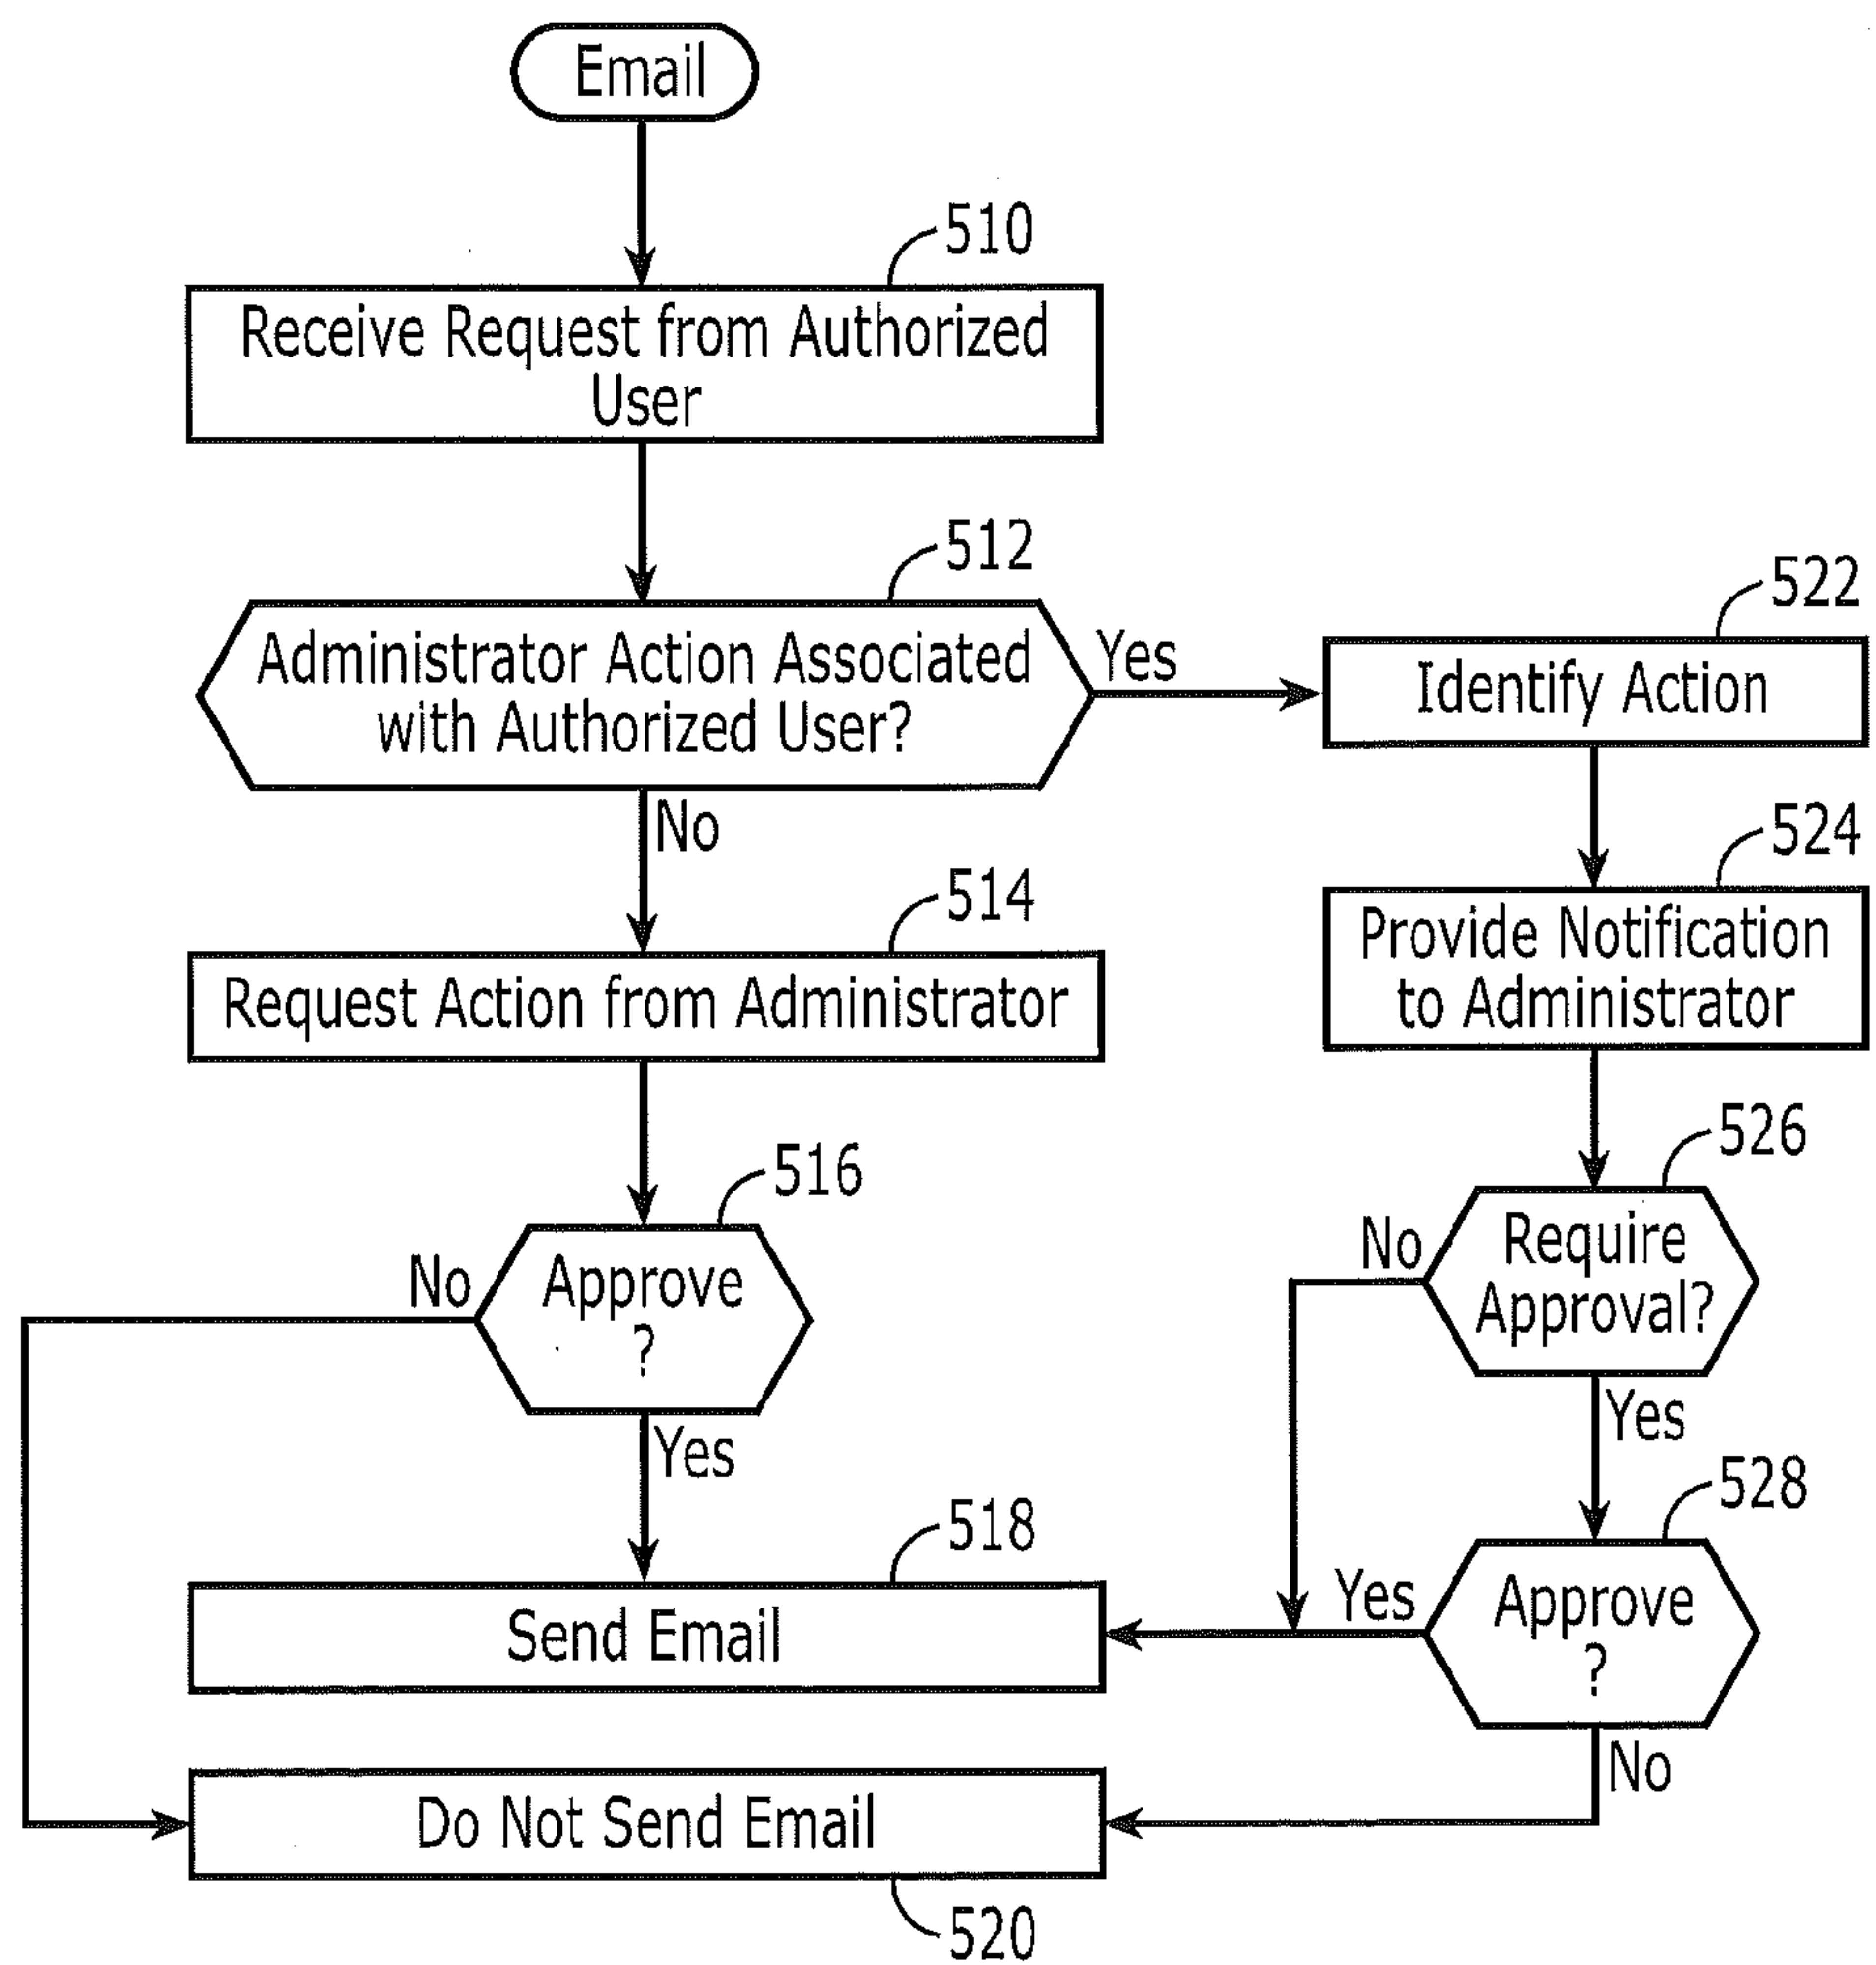 Email
510
Receive Request from Authorized
User
512
Administrator Action Associated
with Authorized User?
Yes
No
522
Identify Action
524
Provide Notification
to Administrator
514
Request Action from Administrator
516
Approve
?
No
Yes
526
Require
Approval?
No
Yes
528
Approve
?
Yes
No
518
Send Email
Do Not Send Email
520